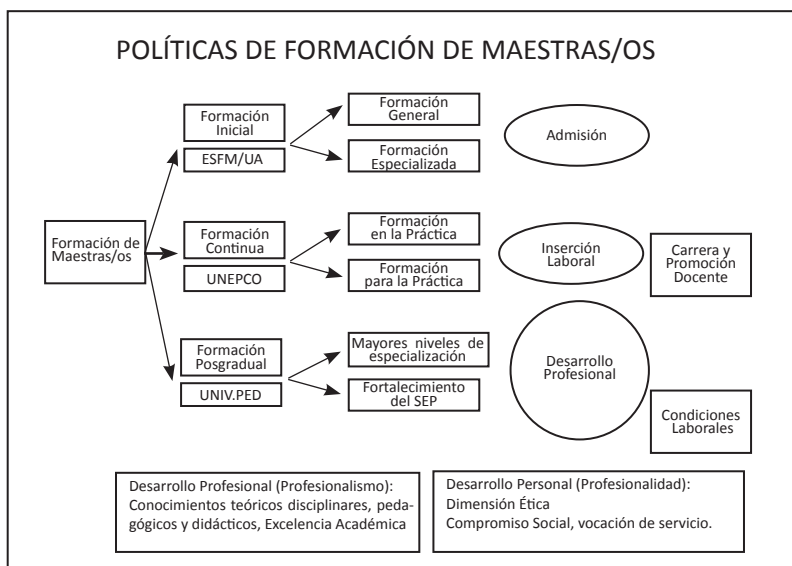 POLÍTICAS DE FORMACIÓN DE MAESTRAS/OS
Formación de
Maestras/os
Formación
Inicial
ESFM/UA
Formación
General
Formación
Especializada
Admisión
Formación
Continua
UNEPCO
Formación
en la Práctica
Formación
para la Práctica
Inserción
Laboral
Carrera y
Promoción
Docente
Formación
Posgradual
UNIV.PED
Mayores niveles de
especialización
Fortalecimiento
del SEP
Desarrollo
Profesional
Condiciones
Laborales
Desarrollo Profesional (Profesionalismo):
Conocimientos teóricos disciplinares, peda-
gógicos y didácticos, Excelencia Académica
Desarrollo Personal (Profesionalidad):
Dimensión Ética
Compromiso Social, vocación de servicio.